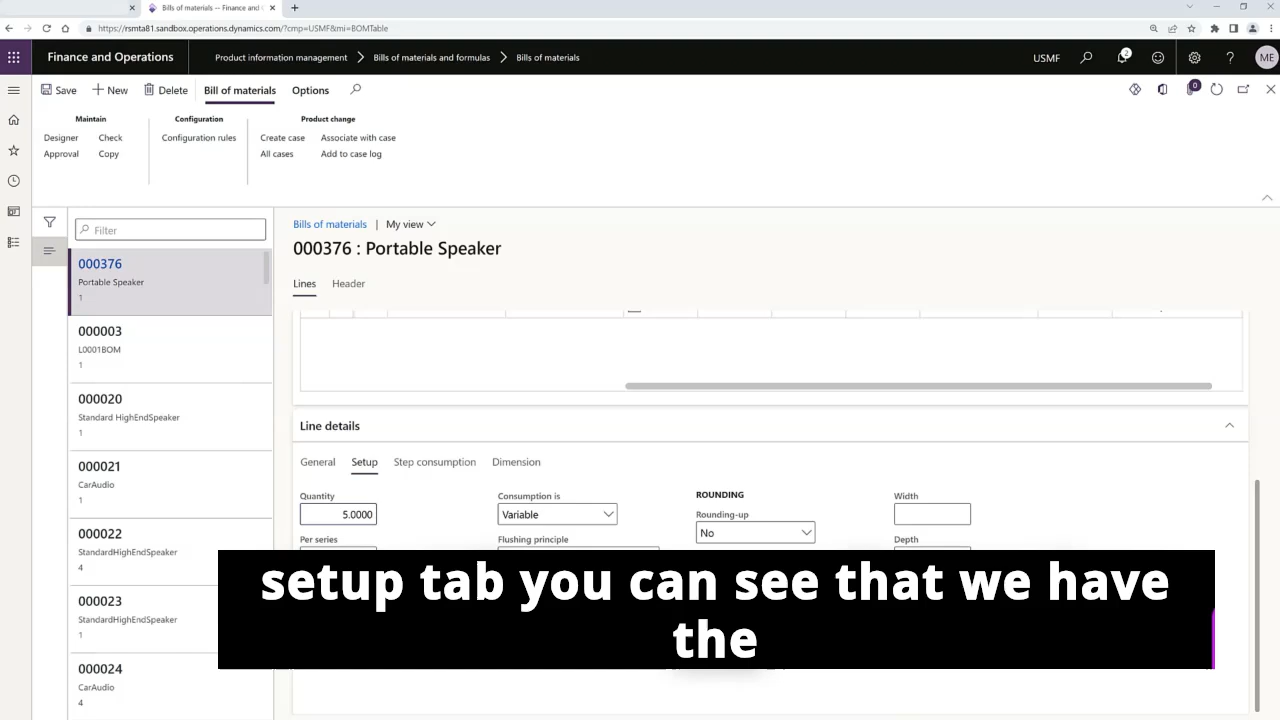 Bills of materials — Finance and O
https://rsmta81.sandbox.operations.dynamics.com/?cmp=USMF&mi=BOMTable
Finance and Operations
Product information management > Bills of materials and formulas > Bills of materials
USMF
2
ME
Save
New
Delete
Bill of materials
Options
0
Maintain
Configuration
Product change
Designer
Check
Configuration rules
Create case
Associate with case
Approval
Copy
All cases
Add to case log
Filter
000376
Portable Speaker
1
000003
L0001BOM
1
000020
Standard HighEndSpeaker
1
000021
CarAudio
1
000022
StandardHighEndSpeaker
4
000023
StandardHighEndSpeaker
1
000024
CarAudio
4
Bills of materials | My view
000376 : Portable Speaker
Lines
Header
Line details
General
Setup
Step consumption
Dimension
Quantity
5.0000
Per series
Consumption is
Variable
Flushing principle
ROUNDING
Rounding-up
No
Width
Depth
setup tab you can see that we have
the